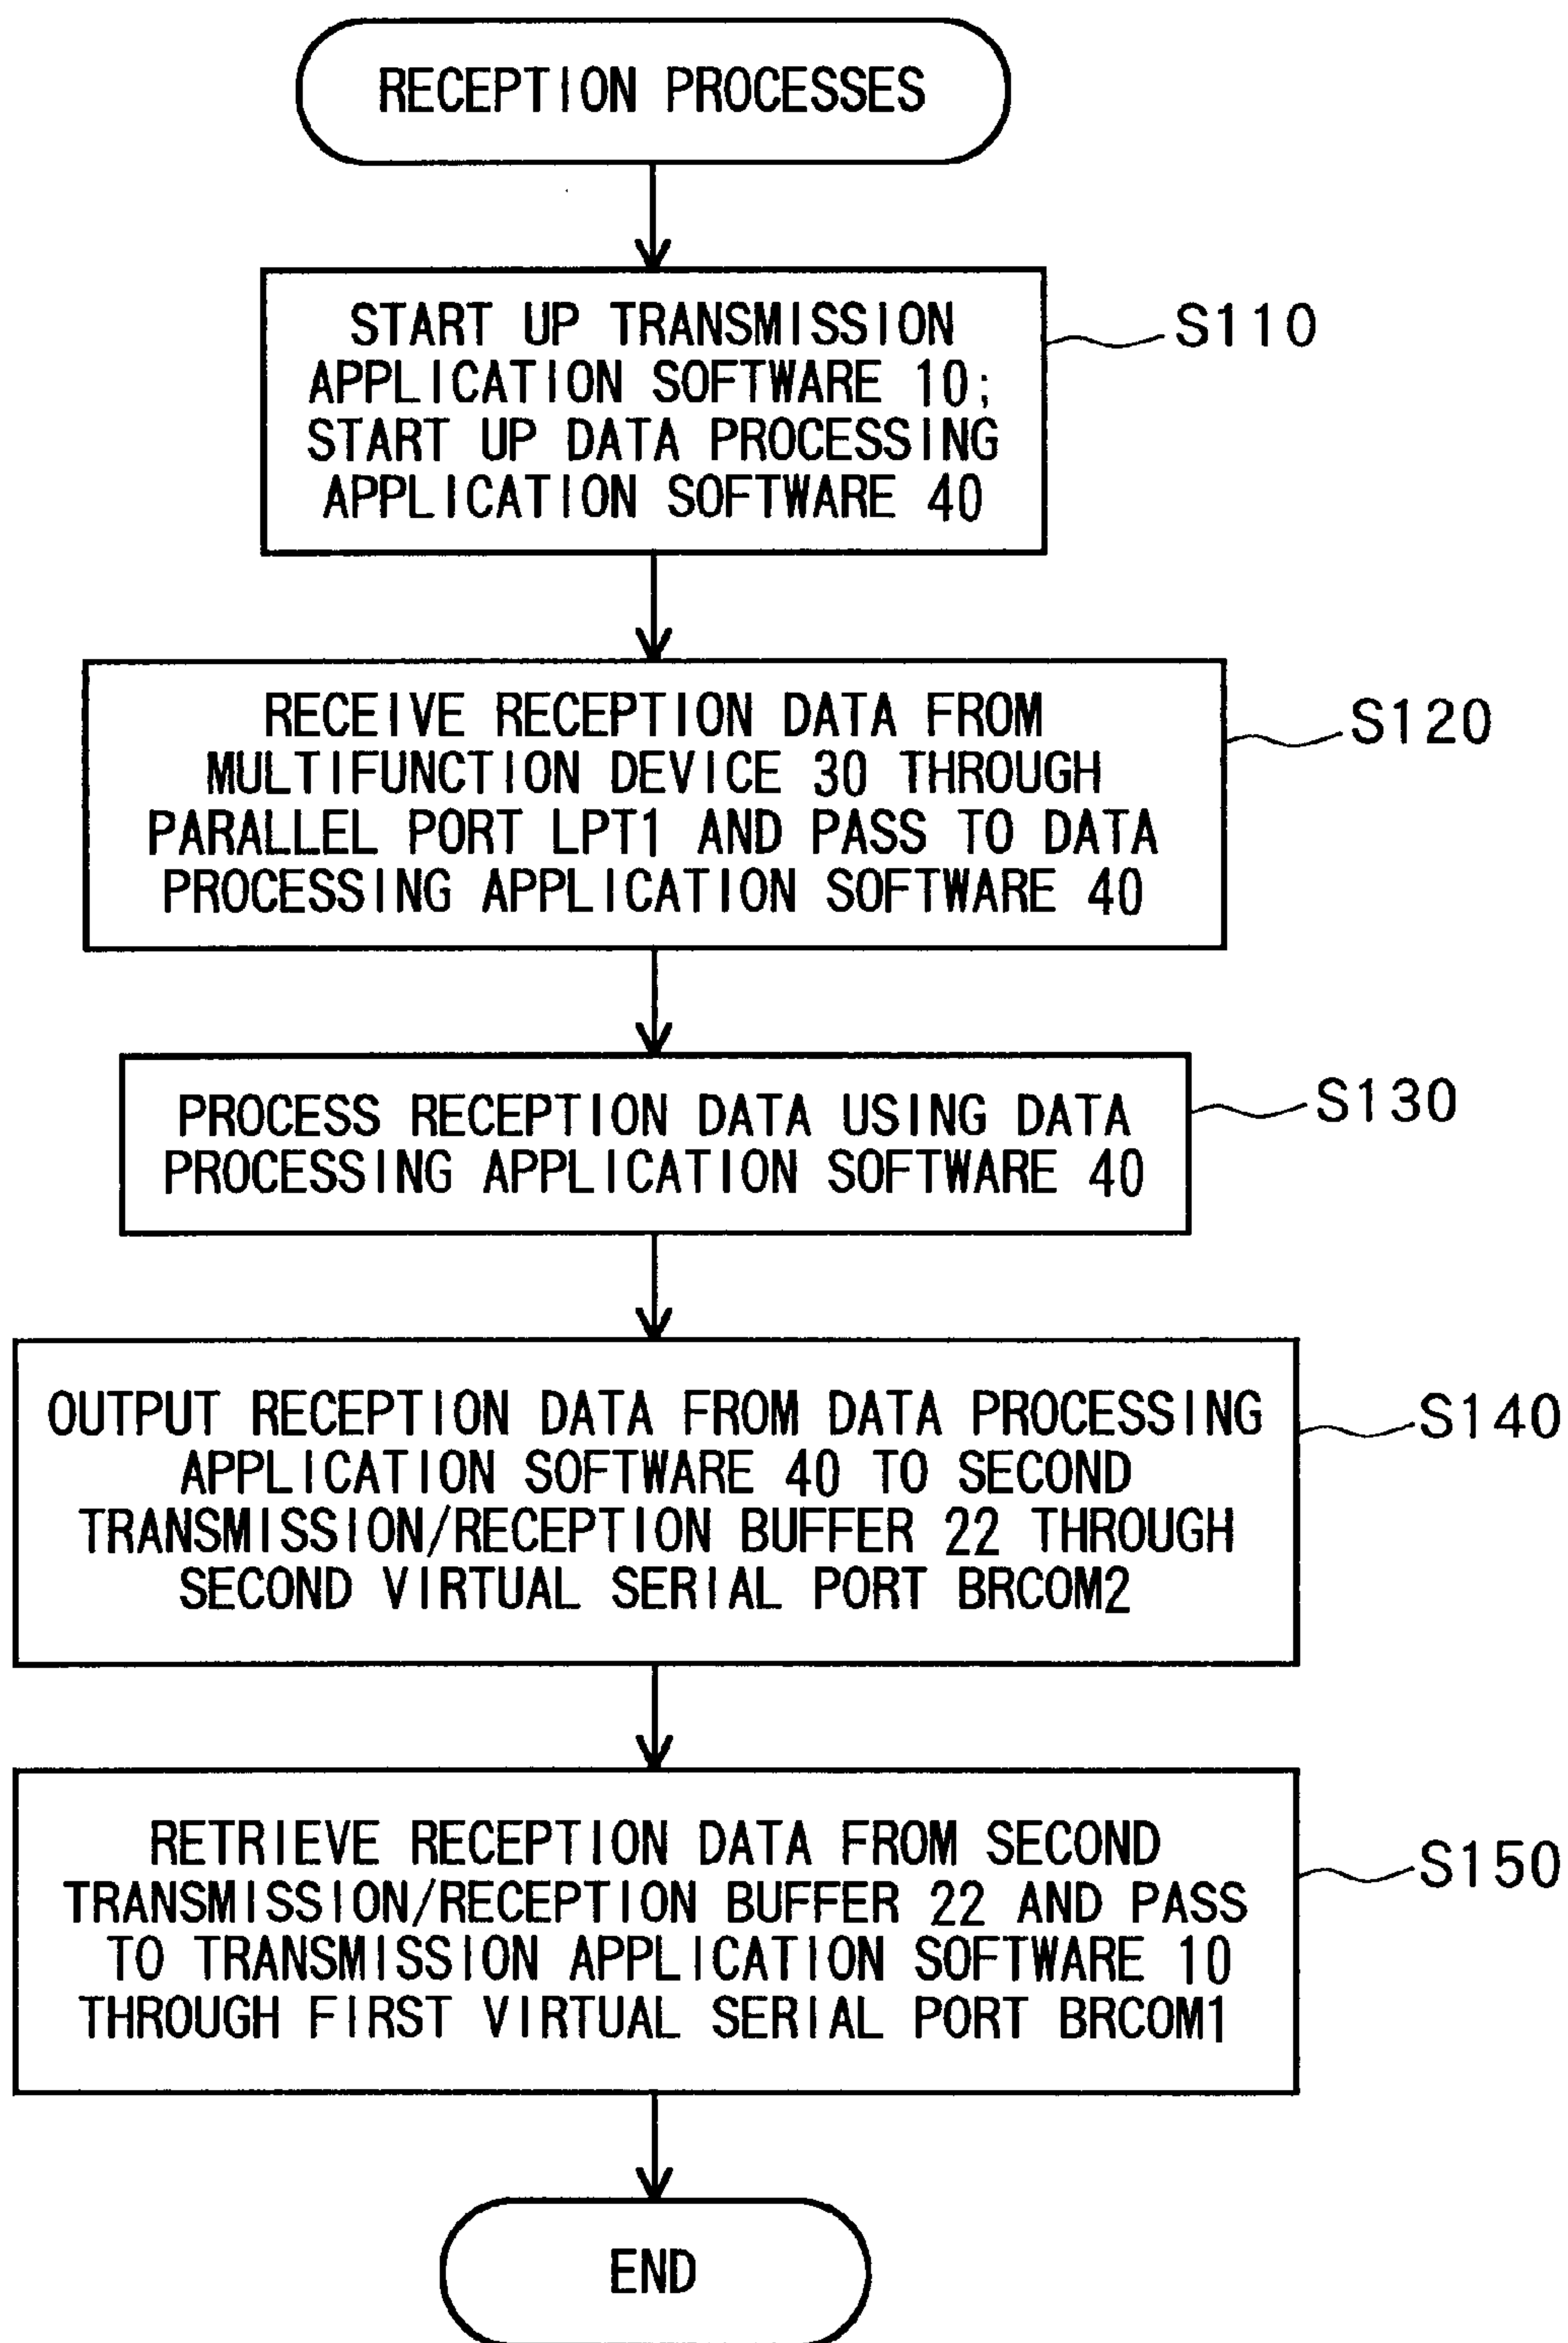 RECEPTION PROCESSES
START UP TRANSMISSION
APPLICATION SOFTWARE 10;
START UP DATA PROCESSING
APPLICATION SOFTWARE 40
S110
RECEIVE RECEPTION DATA FROM
MULTIFUNCTION DEVICE 30 THROUGH
PARALLEL PORT LPT1 AND PASS TO DATA
PROCESSING APPLICATION SOFTWARE 40
S120
PROCESS RECEPTION DATA USING DATA
PROCESSING APPLICATION SOFTWARE 40
S130
OUTPUT RECEPTION DATA FROM DATA PROCESSING
APPLICATION SOFTWARE 40 TO SECOND
TRANSMISSION/RECEPTION BUFFER 22 THROUGH
SECOND VIRTUAL SERIAL PORT BRCOM2
S140
RETRIEVE RECEPTION DATA FROM SECOND
TRANSMISSION/RECEPTION BUFFER 22 AND PASS
TO TRANSMISSION APPLICATION SOFTWARE 10
THROUGH FIRST VIRTUAL SERIAL PORT BRCOM1
S150
END